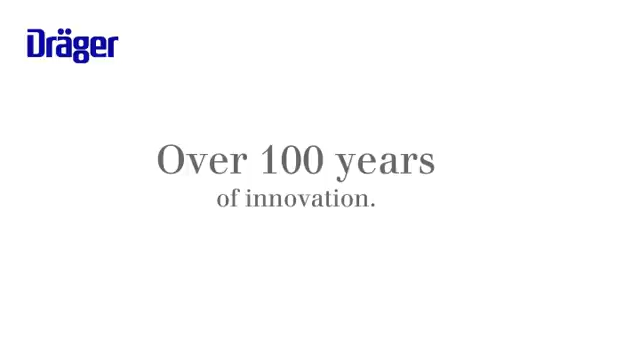 Dräger
Over 100 years
of innovation.